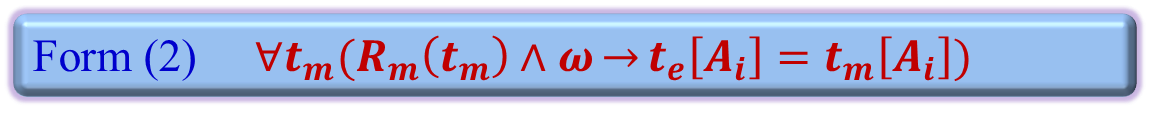 Form (2) ∀tₘ(Rₘ(tₘ) ∧ ω → tₑ[Aᵢ] = tₘ[Aᵢ])